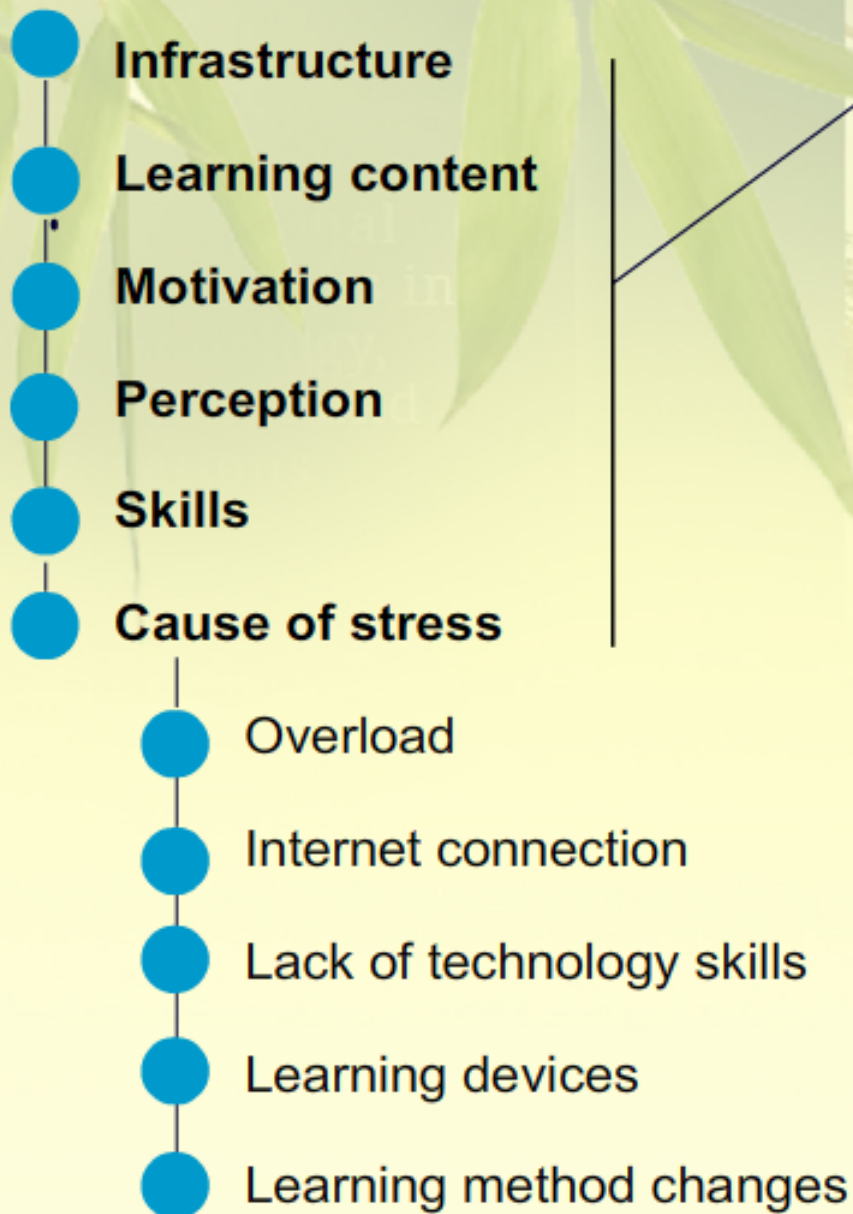 Infrastructure
Learning content
Motivation
Perception
Skills
Cause of stress
Overload
Internet connection
Lack of technology skills
Learning devices
Learning method changes